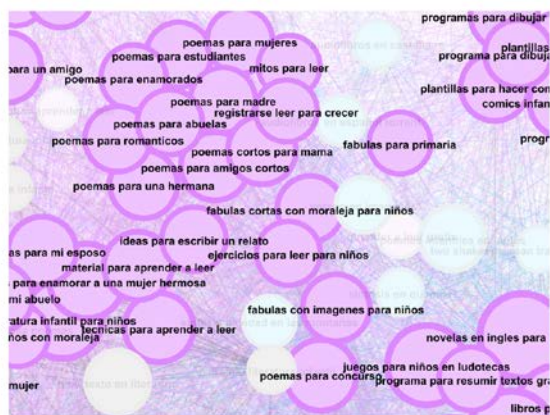 programas para dibujar
poemas para mujeres
plantillas
poemas para estudiantes
programa para dibuja
para un amigo
mitos para leer
poemas para enamorados
plantillas para hacer con
poemas para madre
comics infan
registrarse leer para crecer
poemas para abuelas
poemas para romanticos
fabulas para primaria
progr
poemas cortos para mama
poemas para amigos cortos
poemas para una hermana
fabulas cortas con moraleja para niños
ideas para escribir un relato
as para mi esposo
ejercicios para leer para niños
material para aprender a leer
para enamorar a una mujer hermosa
mi abuelo
fabulas con imagenes para niños
ratura infantil para niños
tecnicas para aprender a leer
ños con moraleja
novelas en ingles para
juegos para niños en ludotecas
poemas para concurso
programa para resumir textos gra
mujer
libros p